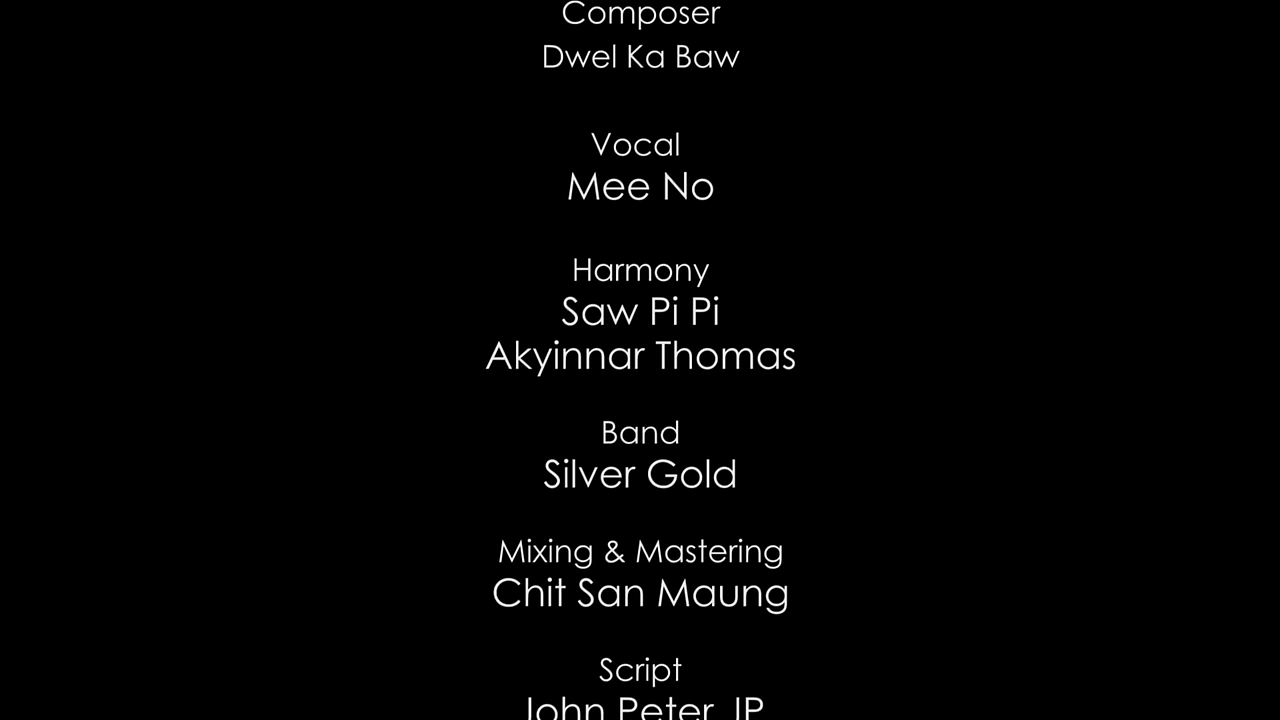 Composer
Dwel Ka Baw
Vocal
Mee No
Harmony
Saw Pi Pi
Akyinnar Thomas
Band
Silver Gold
Mixing & Mastering
Chit San Maung
Script
John Peter JP